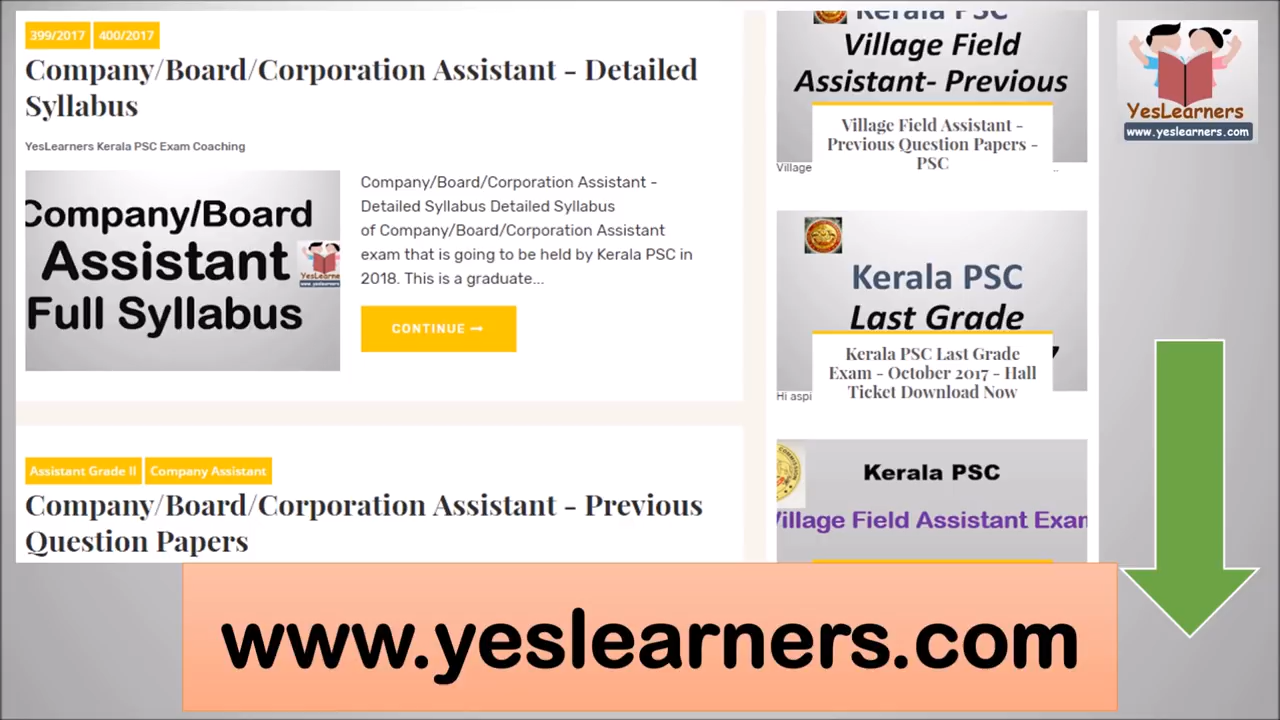 399/2017 400/2017
Company/Board/Corporation Assistant - Detailed
Syllabus
YesLearners Kerala PSC Exam Coaching
Company/Board
Assistant
Full Syllabus
YesLearne
www.yeslearners
Company/Board/Corporation Assistant -
Detailed Syllabus Detailed Syllabus
of Company/Board/Corporation Assistant
exam that is going to be held by Kerala PSC in
2018. This is a graduate...
CONTINUE
Assistant Grade II Company Assistant
Company/Board/Corporation Assistant - Previous
Question Papers
Kerala PSC
Village Field
Assistant- Previous
Village Field Assistant -
Previous Question Papers -
PSC
Village
..
Kerala PSC
Last Grade
Kerala PSC Last Grade
Exam - October 2017 - Hall
Ticket Download Now
Hi aspi
Kerala PSC
Village Field Assistant Exam
YesLearners
www.yeslearners.com
www.yeslearners.com